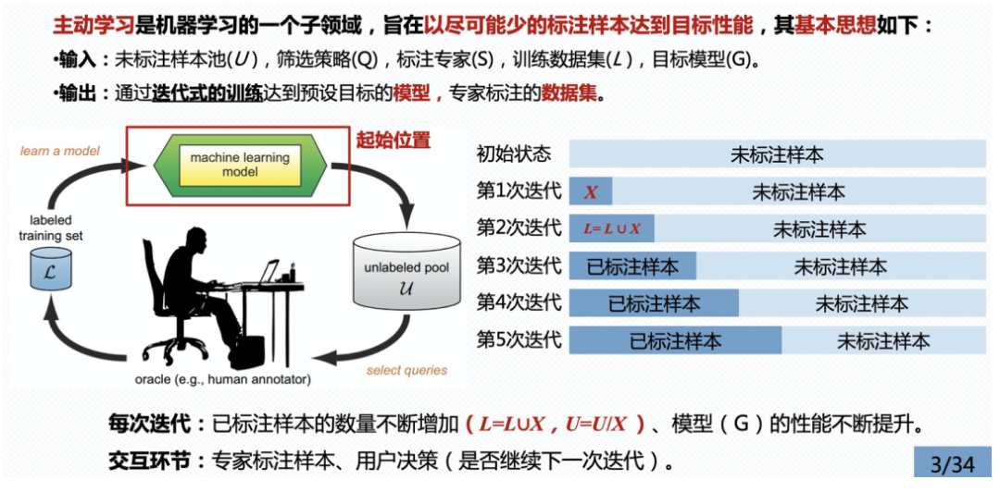 主动学习是机器学习的一个子领域，旨在以尽可能少的标注样本达到目标性能，其基本思想如下：
•输入：未标注样本池(U)，筛选策略(Q)，标注专家(S)，训练数据集(L)，目标模型(G)。
•输出：通过迭代式的训练达到预设目标的模型，专家标注的数据集。
learn a model
machine learning
model
起始位置
labeled
training set
L
unlabeled pool
U
oracle (e.g., human annotator)
select queries
初始状态 未标注样本
第1次迭代 X 未标注样本
第2次迭代 L=L∪X 未标注样本
第3次迭代 已标注样本 未标注样本
第4次迭代 已标注样本 未标注样本
第5次迭代 已标注样本 未标注样本
每次迭代：已标注样本的数量不断增加（L=L∪X，U=U/X）、模型（G）的性能不断提升。
交互环节：专家标注样本、用户决策（是否继续下一次迭代）。
3/34